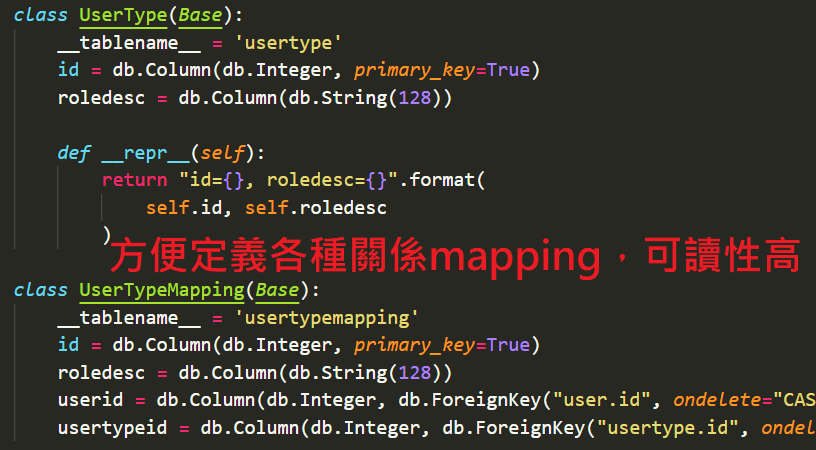 class UserType(Base):
    __tablename__ = 'usertype'
    id = db.Column(db.Integer, primary_key=True)
    roledesc = db.Column(db.String(128))
    def __repr__(self):
        return "id={}, roledesc={}".format(
            self.id, self.roledesc
        )
方便定義各種關係mapping，可讀性高
class UserTypeMapping(Base):
    __tablename__ = 'usertypemapping'
    id = db.Column(db.Integer, primary_key=True)
    roledesc = db.Column(db.String(128))
    userid = db.Column(db.Integer, db.ForeignKey("user.id", ondelete="CAS
    usertypeid = db.Column(db.Integer, db.ForeignKey("usertype.id", ondel